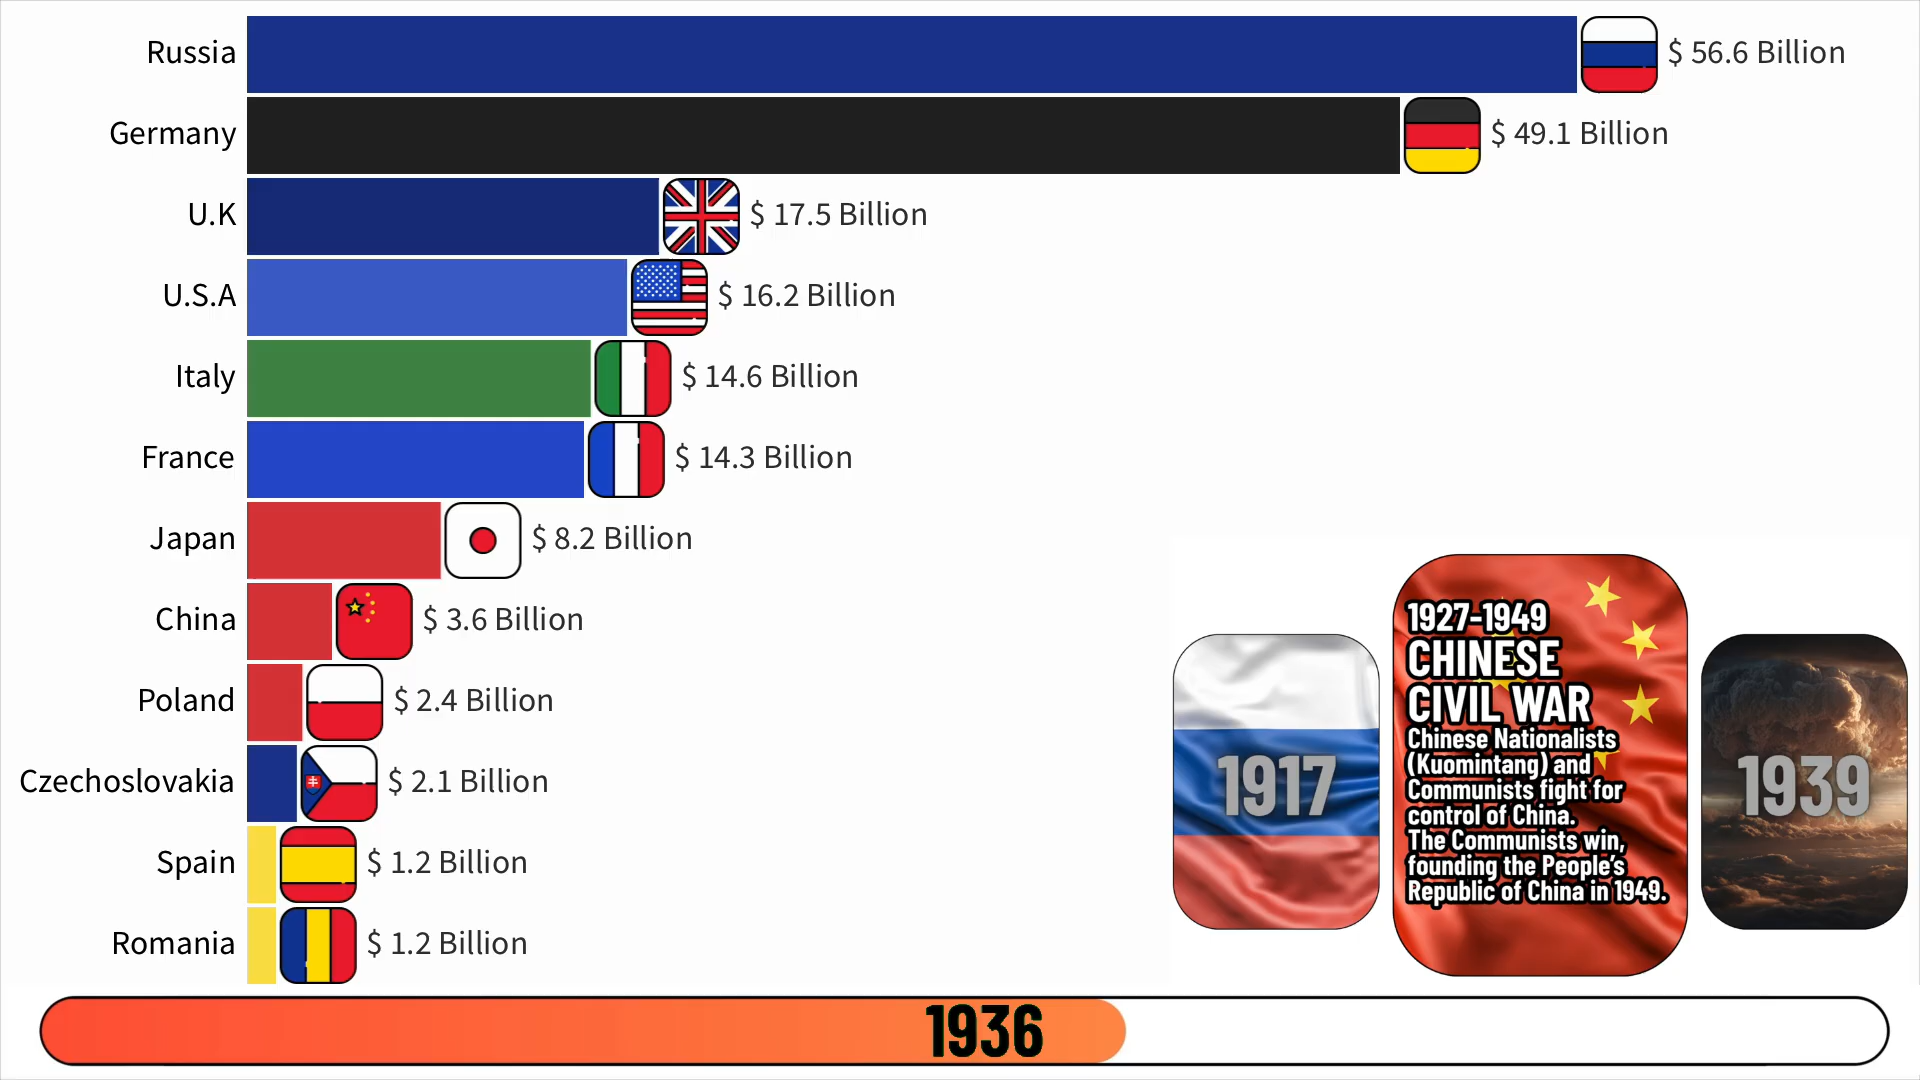 Russia $ 56.6 Billion
Germany $ 49.1 Billion
U.K $ 17.5 Billion
U.S.A $ 16.2 Billion
Italy $ 14.6 Billion
France $ 14.3 Billion
Japan $ 8.2 Billion
China $ 3.6 Billion
Poland $ 2.4 Billion
Czechoslovakia $ 2.1 Billion
Spain $ 1.2 Billion
Romania $ 1.2 Billion
1917
1927-1949
CHINESE
CIVIL WAR
Chinese Nationalists
(Kuomintang) and
Communists fight for
control of China.
The Communists win,
founding the People's
Republic of China in 1949.
1939
1936